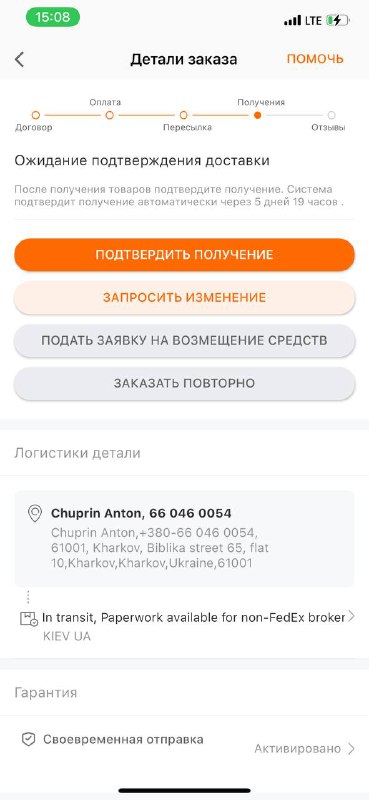 15:08
LTE
Детали заказа
ПОМОЧЬ
Оплата
Получения
Договор
Пересылка
Отзывы
Ожидание подтверждения доставки
После получения товаров подтвердите получение. Система
подтвердит получение автоматически через 5 дней 19 часов .
ПОДТВЕРДИТЬ ПОЛУЧЕНИЕ
ЗАПРОСИТЬ ИЗМЕНЕНИЕ
ПОДАТЬ ЗАЯВКУ НА ВОЗМЕЩЕНИЕ СРЕДСТВ
ЗАКАЗАТЬ ПОВТОРНО
Логистики детали
Chuprin Anton, 66 046 0054
Chuprin Anton,+380-66 046 0054,
61001, Kharkov, Biblika street 65, flat
10,Kharkov,Kharkov,Ukraine,61001
In transit, Paperwork available for non-FedEx broker
KIEV UA
Гарантия
Своевременная отправка
Активировано